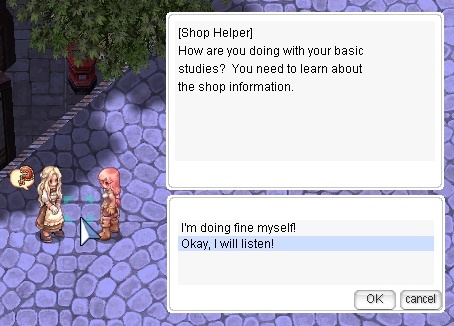 [Shop Helper]
How are you doing with your basic
studies?  You need to learn about
the shop information.
I'm doing fine myself!
Okay, I will listen!
OK cancel